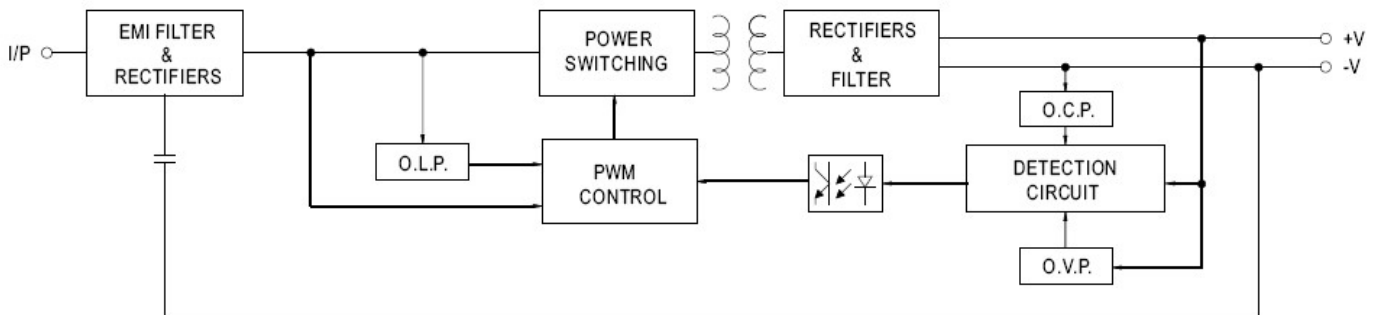 I/P
EMI FILTER
&
RECTIFIERS
POWER
SWITCHING
RECTIFIERS
&
FILTER
+V
-V
O.C.P.
O.L.P.
PWM
CONTROL
DETECTION
CIRCUIT
O.V.P.